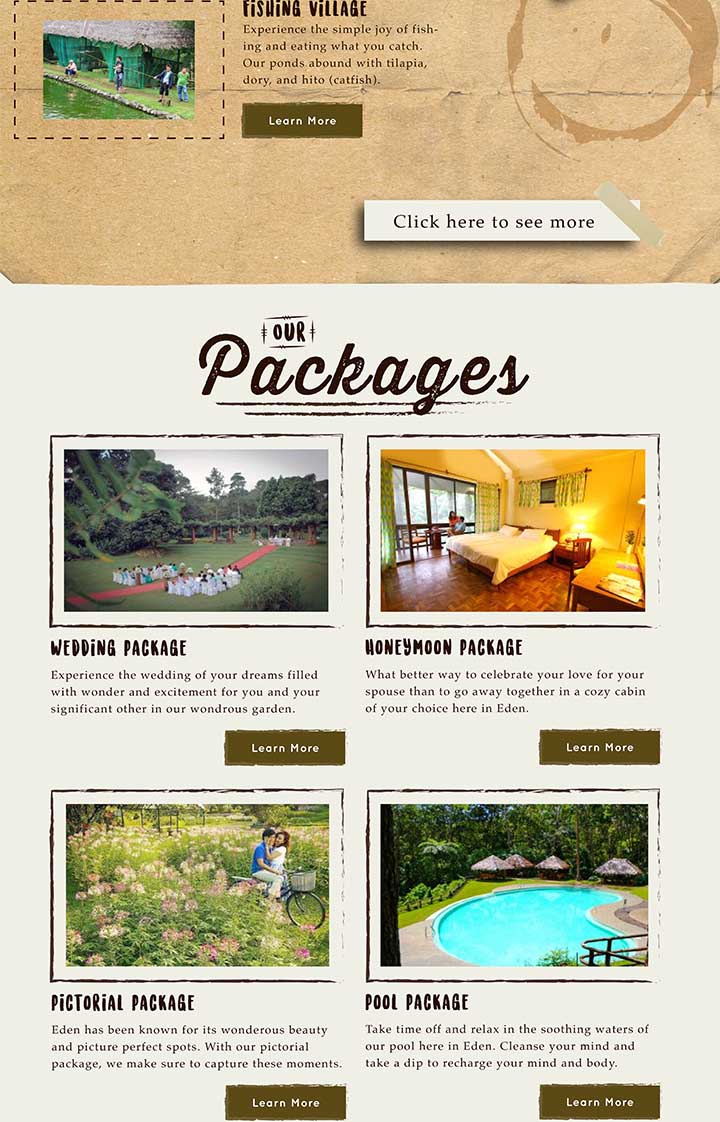 FISHING VILLAGE
Experience the simple joy of fish-
ing and eating what you catch.
Our ponds abound with tilapia,
dory, and hito (catfish).
Learn More
Click here to see more
OUR
Packages
WEDDING PACKAGE
Experience the wedding of your dreams filled
with wonder and excitement for you and your
significant other in our wondrous garden.
Learn More
HONEYMOON PACKAGE
What better way to celebrate your love for your
spouse than to go away together in a cozy cabin
of your choice here in Eden.
Learn More
PICTORIAL PACKAGE
Eden has been known for its wonderous beauty
and picture perfect spots. With our pictorial
package, we make sure to capture these moments.
Learn More
POOL PACKAGE
Take time off and relax in the soothing waters of
our pool here in Eden. Cleanse your mind and
take a dip to recharge your mind and body.
Learn More